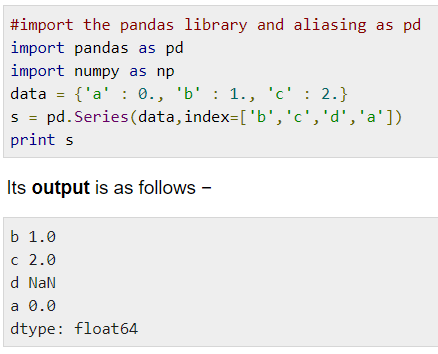 #import the pandas library and aliasing as pd
import pandas as pd
import numpy as np
data = {'a' : 0., 'b' : 1., 'c' : 2.}
s = pd.Series(data,index=['b','c','d','a'])
print s
Its output is as follows −
b 1.0
c 2.0
d NaN
a 0.0
dtype: float64